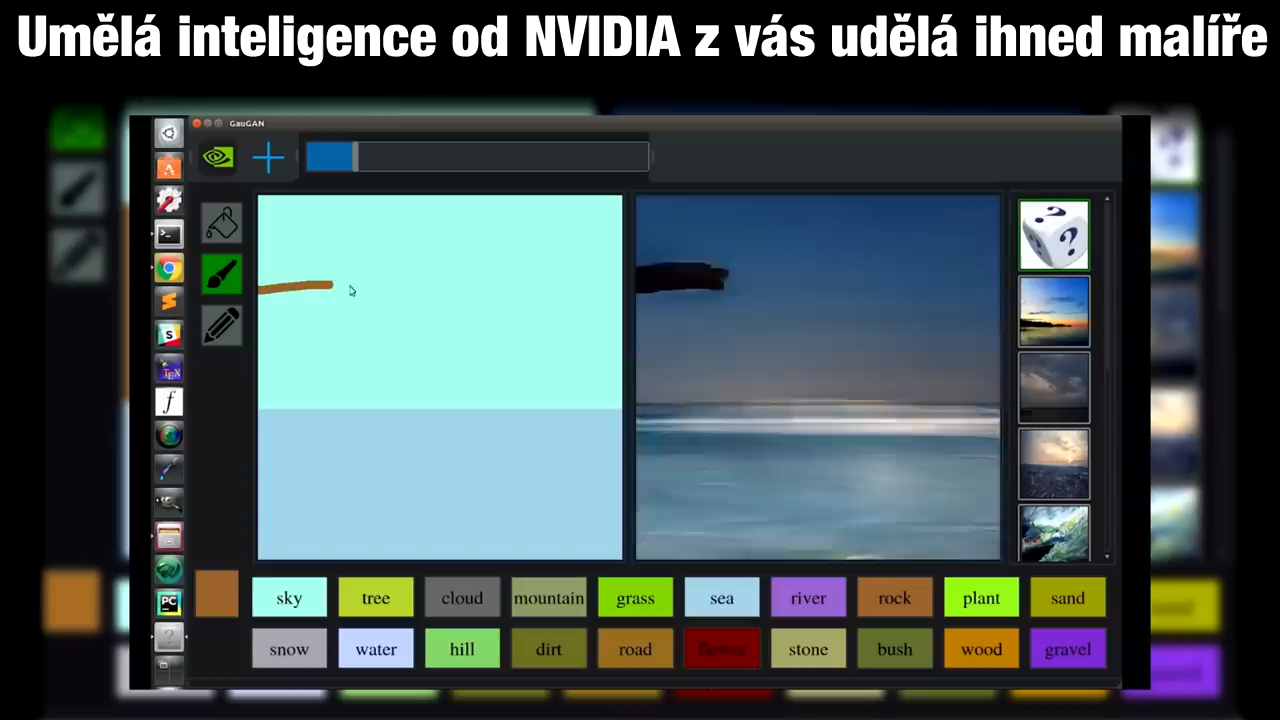 Umělá inteligence od NVIDIA z vás udělá ihned malíře
GauGAN
sky tree cloud mountain grass sea river rock plant sand
snow water hill dirt road flower stone bush wood gravel